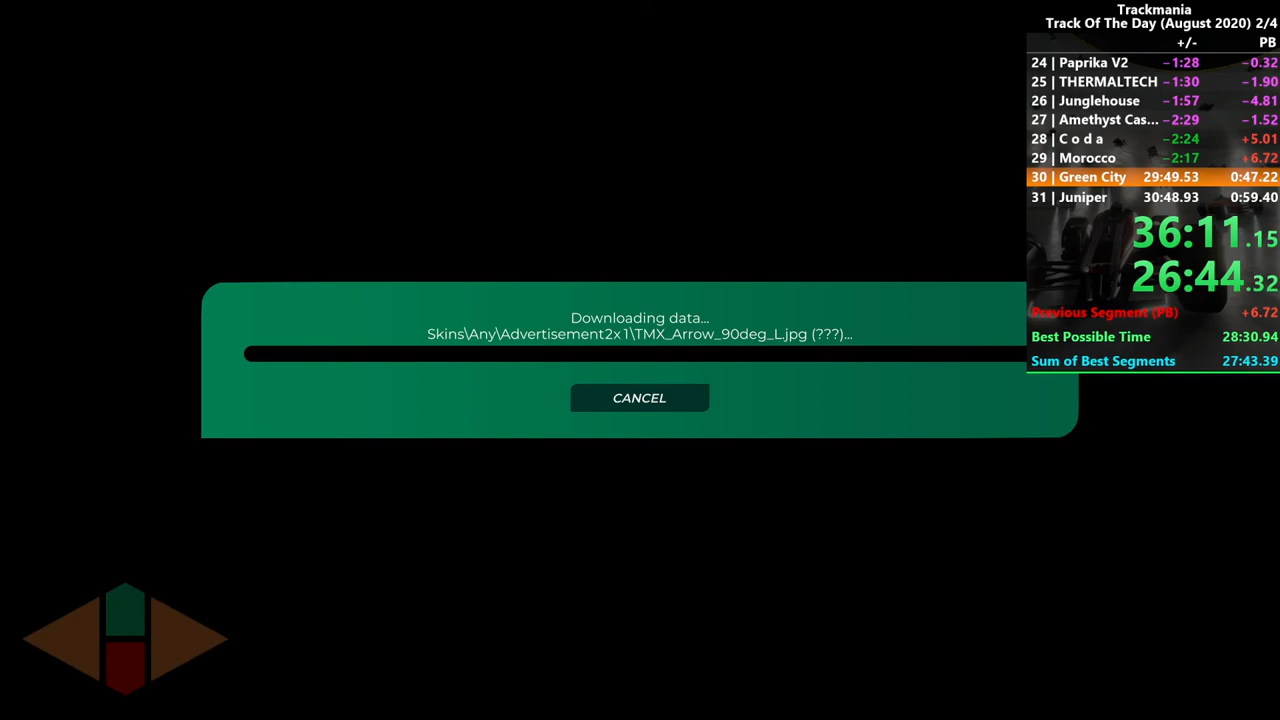 Trackmania
Track Of The Day (August 2020) 2/4
+/- PB
24 | Paprika V2 −1:28 −0.32
25 | THERMALTECH −1:30 −1.90
26 | Junglehouse −1:57 −4.81
27 | Amethyst Cas... −2:29 −1.52
28 | C o d a −2:24 +5.01
29 | Morocco −2:17 +6.72
30 | Green City 29:49.53 0:47.22
31 | Juniper 30:48.93 0:59.40
36:11.15
26:44.32
Previous Segment (PB) +6.72
Best Possible Time 28:30.94
Sum of Best Segments 27:43.39
Downloading data...
Skins\Any\Advertisement2x1\TMX_Arrow_90deg_L.jpg (???)...
CANCEL